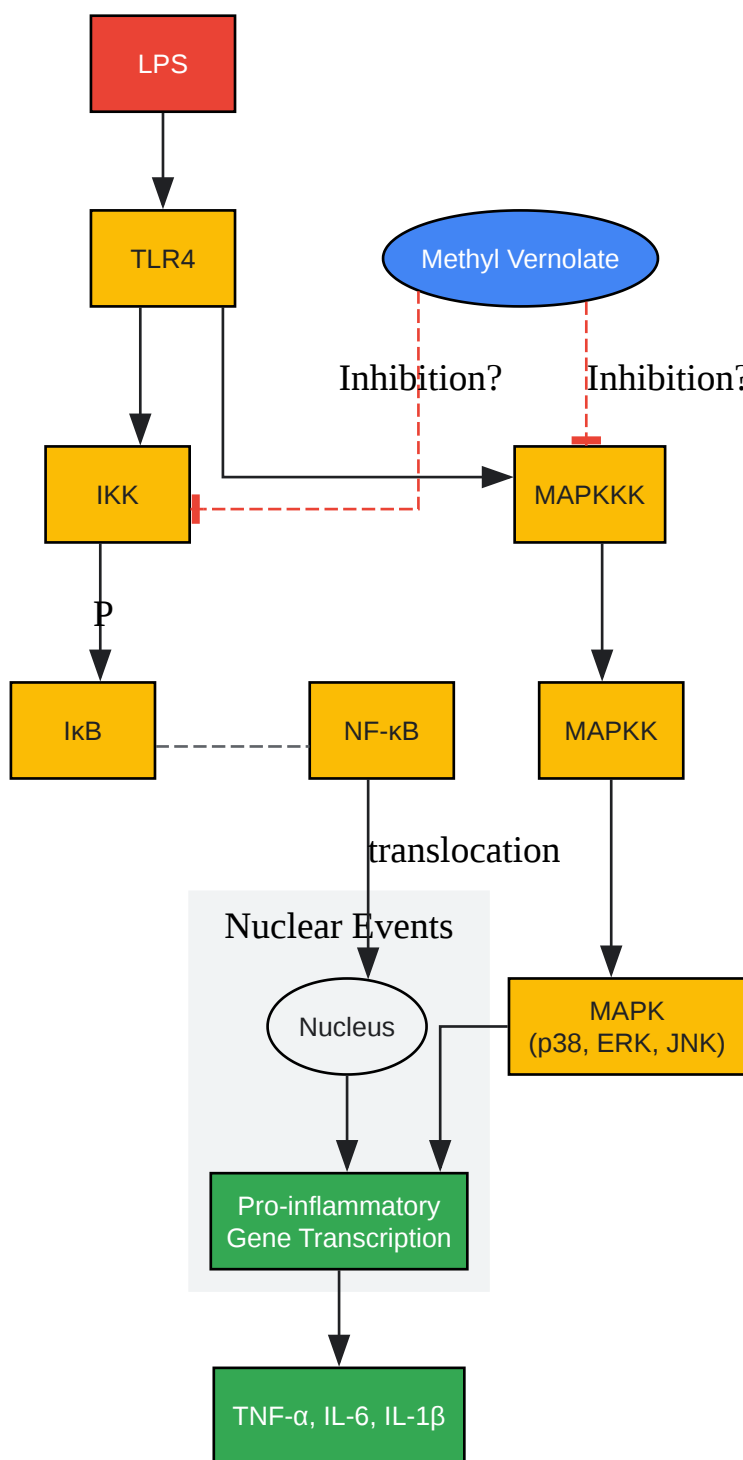 LPS
TLR4
Methyl Vernolate
Inhibition?
Inhibition?
IKK
MAPKKK
P
IκB
NF-κB
MAPKK
translocation
Nuclear Events
Nucleus
MAPK
(p38, ERK, JNK)
Pro-inflammatory
Gene Transcription
TNF-α, IL-6, IL-1β